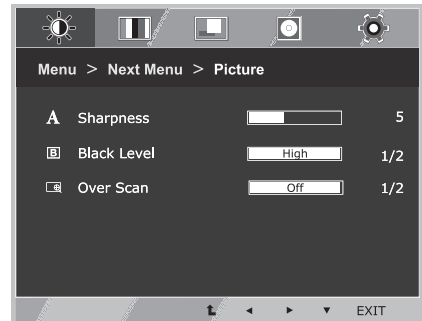 Menu > Next Menu > Picture
A Sharpness 5
B Black Level High 1/2
Over Scan Off 1/2
EXIT